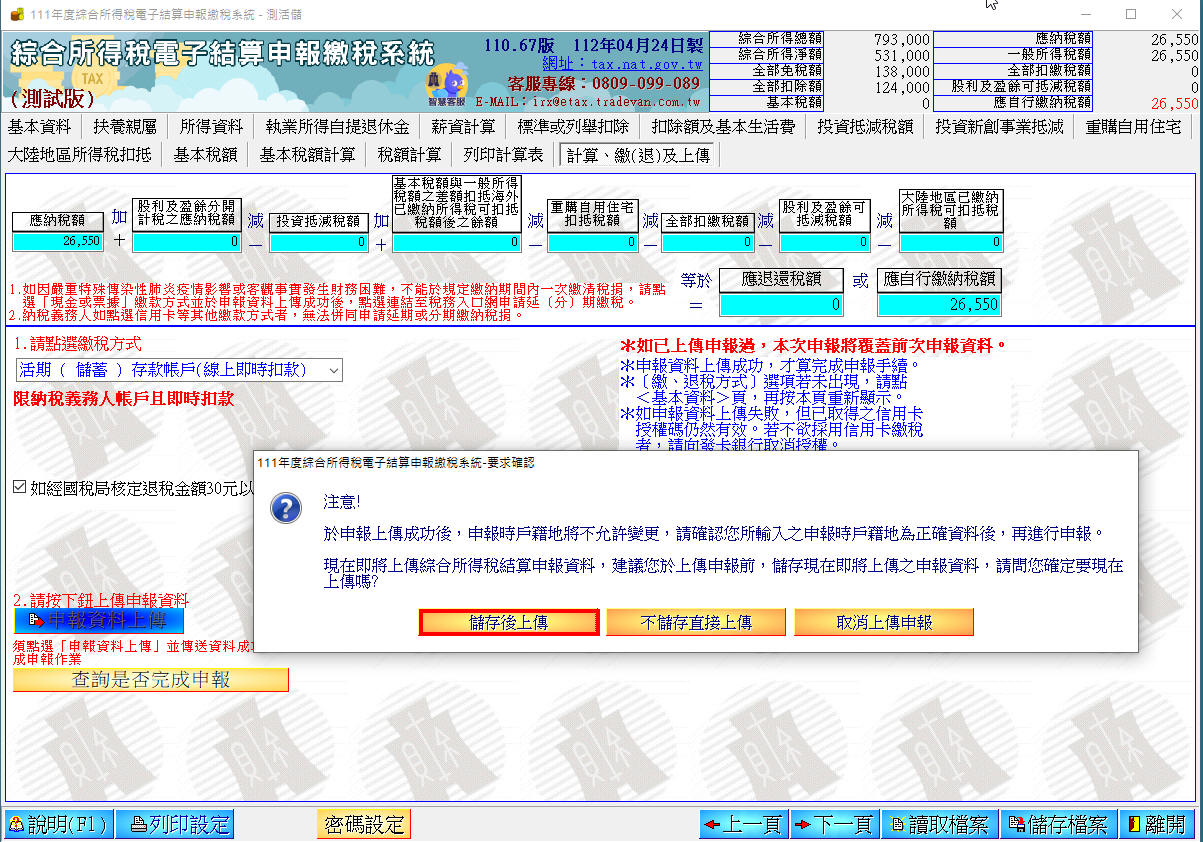 111年度綜合所得稅電子結算申報繳稅系統 - 測活儲
綜合所得稅電子結算申報繳稅系統
TAX
(測試版)
110.67版 112年04月24日製
網址：tax.nat.gov.tw
客服專線：0809-099-089
智慧客服
E-MAIL：irx@etax.tradevan.com.tw
綜合所得總額 793,000 應納稅額 26,550
綜合所得淨額 531,000 一般所得稅額 26,550
全部免稅額 138,000 全部扣繳稅額 0
全部扣除額 124,000 股利及盈餘可抵減稅額 0
基本稅額 0 應自行繳納稅額 26,550
基本資料 扶養親屬 所得資料 執業所得自提退休金 薪資計算 標準或列舉扣除 扣除額及基本生活費 投資抵減稅額 投資新創事業抵減 重購自用住宅
大陸地區所得稅扣抵 基本稅額 基本稅額計算 稅額計算 列印計算表 計算、繳(退)及上傳
應納稅額
26,550
加
＋
股利及盈餘分開
計稅之應納稅額
0
減
－
投資抵減稅額
0
加
＋
基本稅額與一般所得
稅額之差額扣抵海外
已繳納所得稅可扣抵
稅額後之餘額
0
減
－
重購自用住宅
扣抵稅額
0
減
－
全部扣繳稅額
0
減
－
股利及盈餘可
抵減稅額
0
減
－
大陸地區已繳納
所得稅可扣抵稅
額
0
等於
＝
應退還稅額
0
或
應自行繳納稅額
26,550
1.如因嚴重特殊傳染性肺炎疫情影響或客觀事實發生財務困難，不能於規定繳納期間內一次繳清稅捐，請點
選「現金或票據」繳款方式並於申報資料上傳成功後，點選連結至稅務入口網申請延（分）期繳稅。
2.納稅義務人如點選信用卡等其他繳款方式者，無法併同申請延期或分期繳納稅捐。
1.請點選繳稅方式
活期（ 儲蓄 ）存款帳戶(線上即時扣款)
限納稅義務人帳戶且即時扣款
＊如已上傳申報過，本次申報將覆蓋前次申報資料。
＊申報資料上傳成功，才算完成申報手續。
＊〔繳、退稅方式〕選項若未出現，請點
＜基本資料＞頁，再按本頁重新顯示。
＊如申報資料上傳失敗，但已取得之信用卡
授權碼仍然有效。若不欲採用信用卡繳稅
者，請向發卡銀行取消授權。
如經國稅局核定退稅金額30元以
111年度綜合所得稅電子結算申報繳稅系統-要求確認
注意!
於申報上傳成功後，申報時戶籍地將不允許變更，請確認您所輸入之申報時戶籍地為正確資料後，再進行申報。
現在即將上傳綜合所得稅結算申報資料，建議您於上傳申報前，儲存現在即將上傳之申報資料，請問您確定要現在
上傳嗎?
儲存後上傳 不儲存直接上傳 取消上傳申報
2.請按下鈕上傳申報資料
申報資料上傳
須點選「申報資料上傳」並傳送資料成
成申報作業
查詢是否完成申報
說明(F1) 列印設定 密碼設定 上一頁 下一頁 讀取檔案 儲存檔案 離開